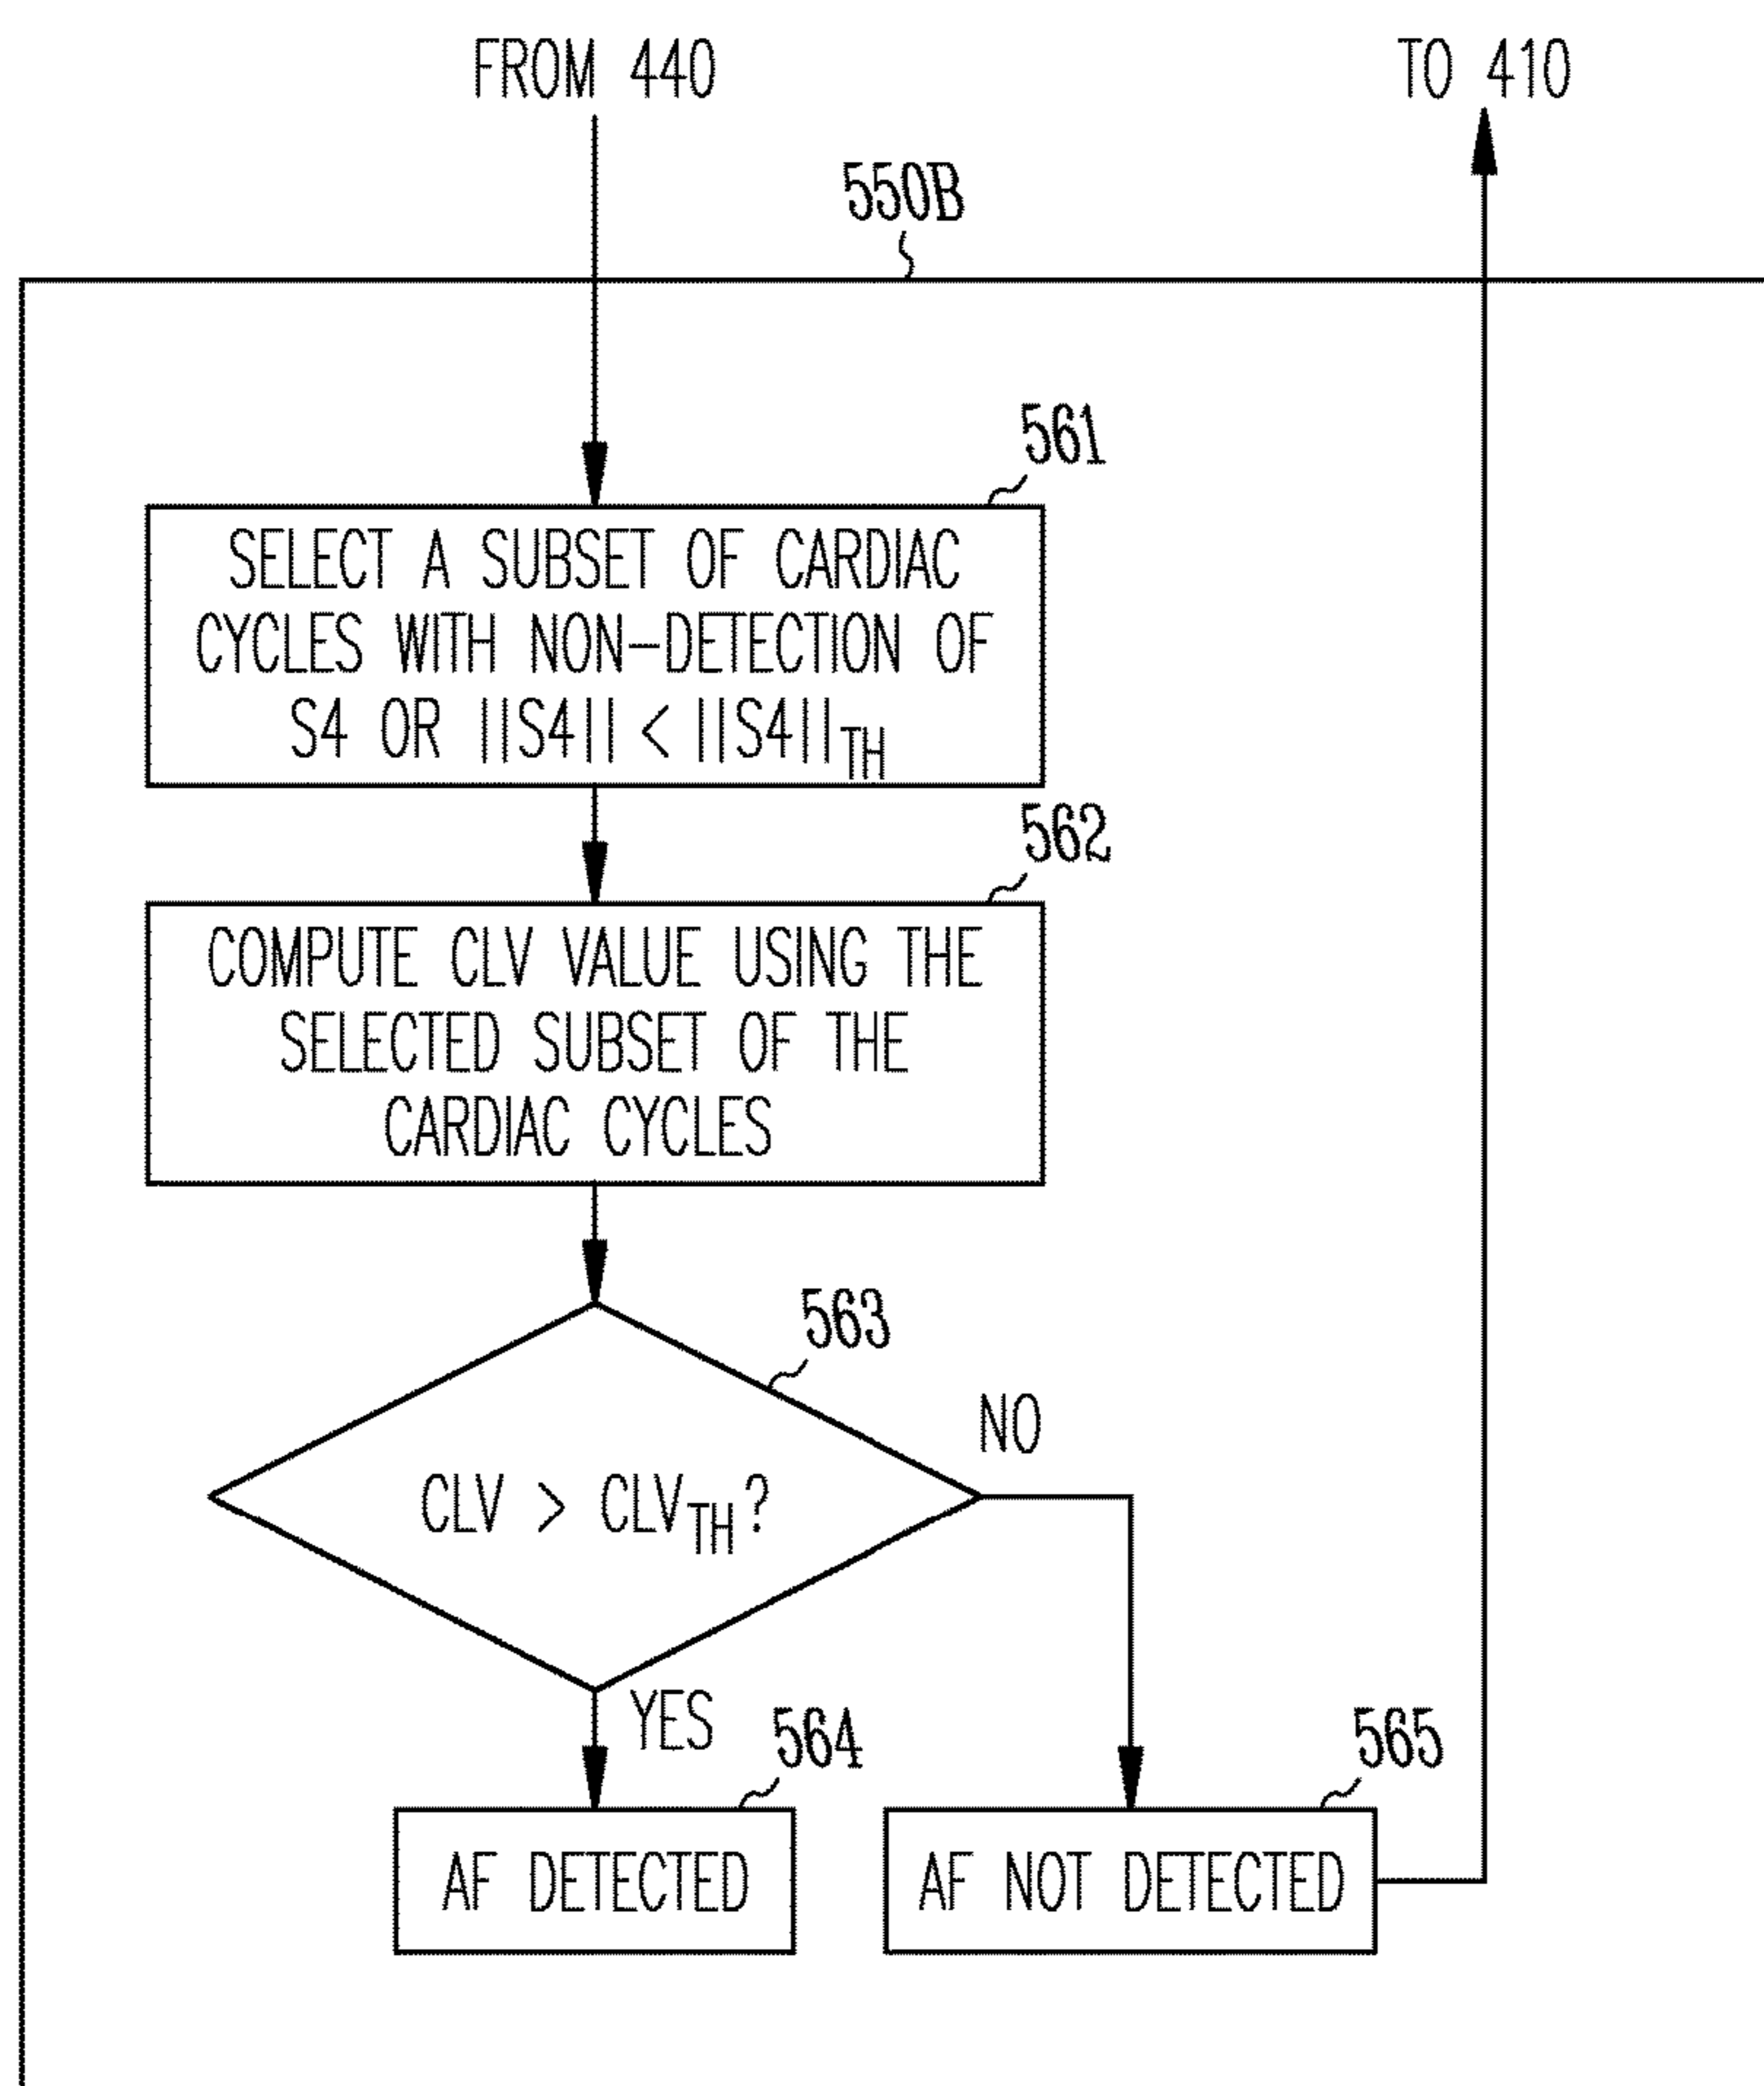 FROM 440
TO 410
550B
561
SELECT A SUBSET OF CARDIAC
CYCLES WITH NON-DETECTION OF
S4 OR ||S4|| < ||S4||TH
562
COMPUTE CLV VALUE USING THE
SELECTED SUBSET OF THE
CARDIAC CYCLES
563
CLV > CLVTH?
NO
YES
564
565
AF DETECTED
AF NOT DETECTED